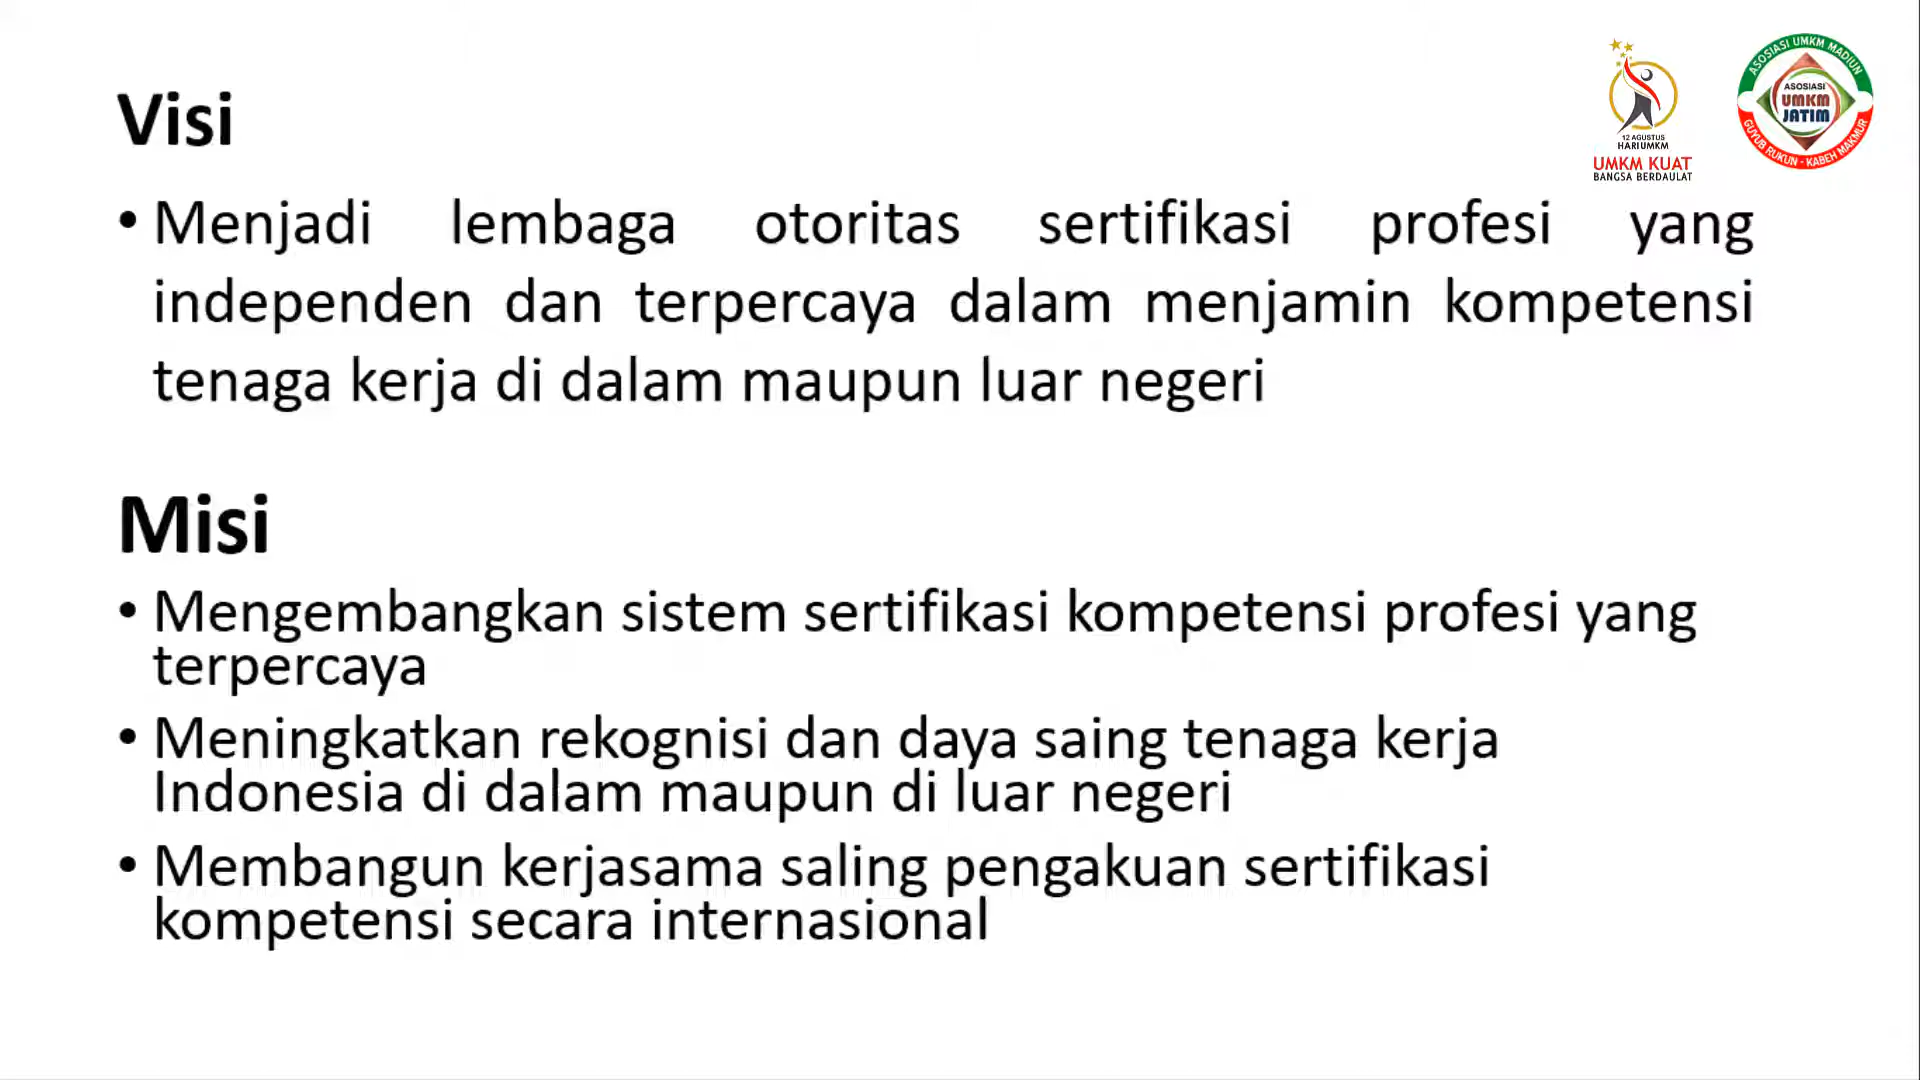 12 AGUSTUS
HARI UMKM
UMKM KUAT
BANGSA BERDAULAT
ASOSIASI UMKM MADIUN
ASOSIASI
UMKM
JATIM
GUYUB RUKUN - KABEH MAKMUR
Visi
• Menjadi lembaga otoritas sertifikasi profesi yang
independen dan terpercaya dalam menjamin kompetensi
tenaga kerja di dalam maupun luar negeri
Misi
• Mengembangkan sistem sertifikasi kompetensi profesi yang
terpercaya
• Meningkatkan rekognisi dan daya saing tenaga kerja
Indonesia di dalam maupun di luar negeri
• Membangun kerjasama saling pengakuan sertifikasi
kompetensi secara internasional